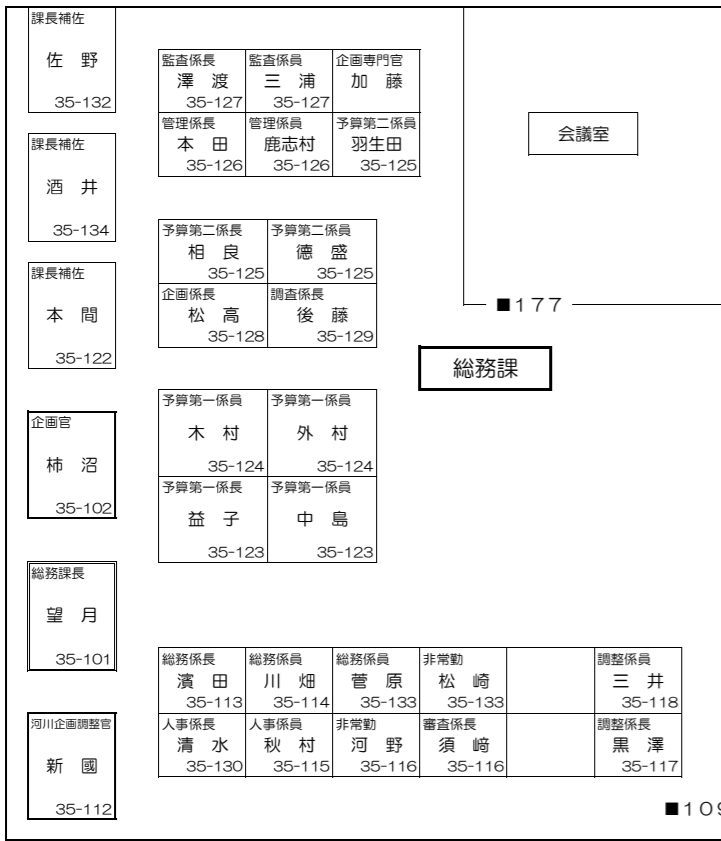 課長補佐
佐　野
35-132
課長補佐
酒　井
35-134
課長補佐
本　間
35-122
企画官
柿　沼
35-102
総務課長
望　月
35-101
河川企画調整官
新　國
35-112
監査係長　監査係員　企画専門官
澤　渡　三　浦　加　藤
35-127　35-127
管理係長　管理係員　予算第二係員
本　田　鹿志村　羽生田
35-126　35-126　35-125
予算第二係長　予算第二係員
相　良　德　盛
35-125　35-125
企画係長　調査係長
松　高　後　藤
35-128　35-129
予算第一係員　予算第一係員
木　村　外　村
35-124　35-124
予算第一係長　予算第一係員
益　子　中　島
35-123　35-123
総務係長　総務係員　総務係員　非常勤　調整係員
濱　田　川　畑　菅　原　松　崎　三　井
35-113　35-114　35-133　35-133　35-118
人事係長　人事係員　非常勤　審査係長　調整係長
清　水　秋　村　河　野　須　﨑　黒　澤
35-130　35-115　35-116　35-116　35-117
会議室
■177
総務課
■109